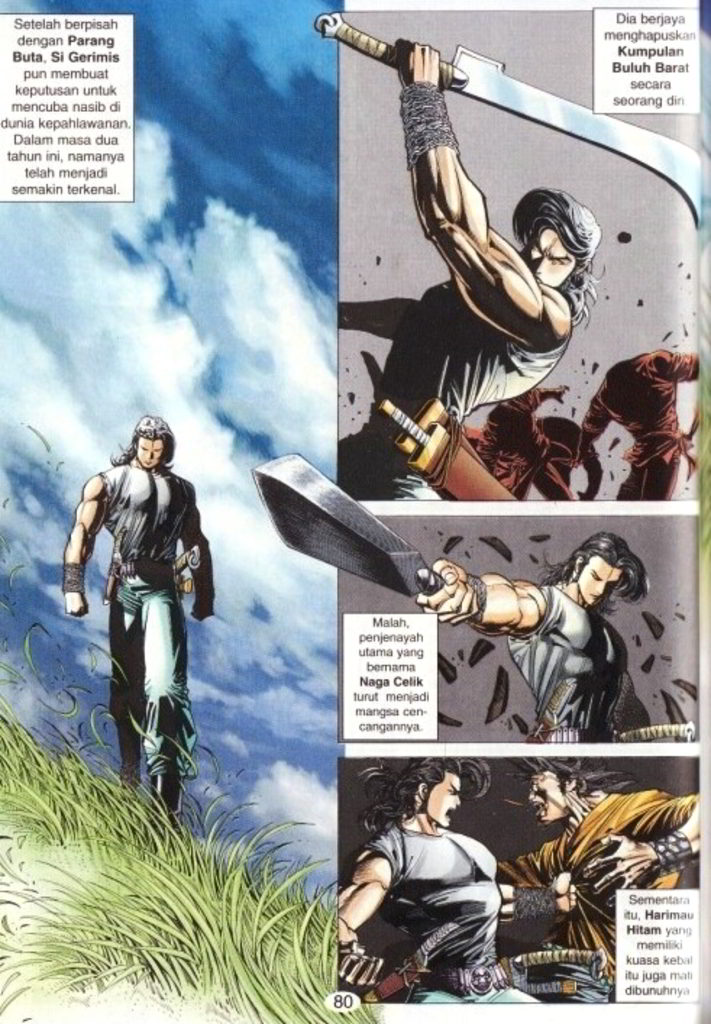 Setelah berpisah
dengan Parang
Buta, Si Gerimis
pun membuat
keputusan untuk
mencuba nasib di
dunia kepahlawanan.
Dalam masa dua
tahun ini, namanya
telah menjadi
semakin terkenal.
Dia berjaya
menghapuskan
Kumpulan
Buluh Barat
secara
seorang diri
Malah,
penjenayah
utama yang
bernama
Naga Celik
turut menjadi
mangsa cen-
cangannya.
Sementara
itu, Harimau
Hitam yang
memiliki
kuasa kebal
itu juga mati
dibunuhnya
80